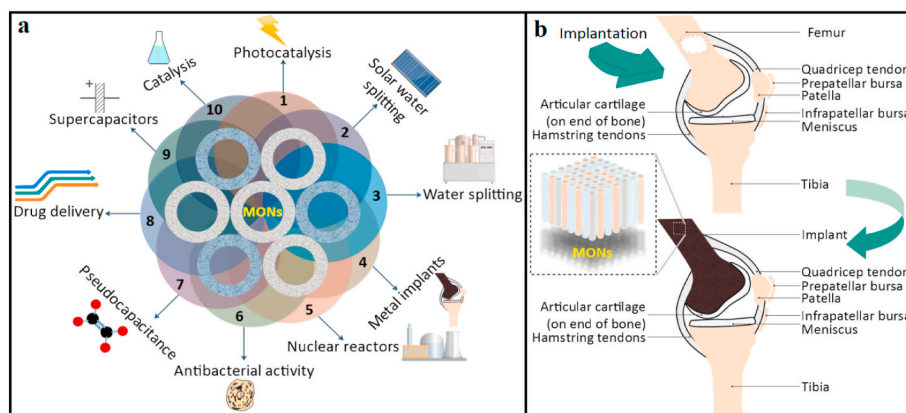 a
Photocatalysis
Solar water
splitting
Water splitting
Metal implants
Nuclear reactors
Antibacterial activity
Pseudocapacitance
Drug delivery
Supercapacitors
Catalysis
+
1
2
3
4
5
6
7
8
9
10
MONs
b
Implantation
Femur
Quadricep tendon
Prepatellar bursa
Patella
Infrapatellar bursa
Meniscus
Articular cartilage
(on end of bone)
Hamstring tendons
Tibia
MONs
Implant
Quadricep tendon
Prepatellar bursa
Patella
Infrapatellar bursa
Meniscus
Articular cartilage
(on end of bone)
Hamstring tendons
Tibia